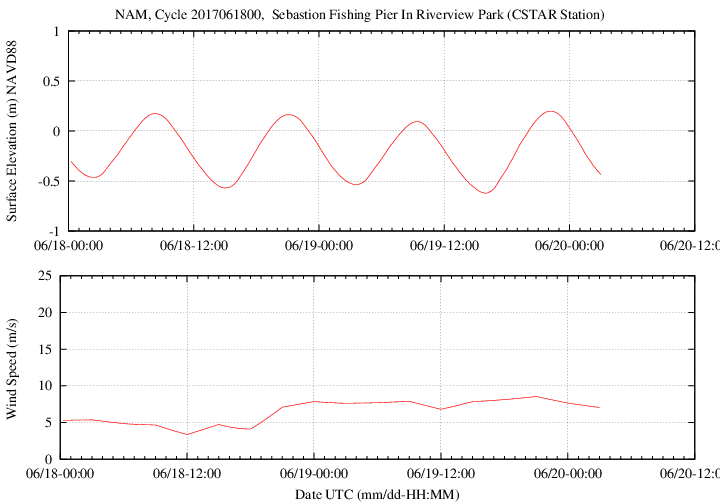 NAM, Cycle 2017061800,  Sebastion Fishing Pier In Riverview Park (CSTAR Station)
Surface Elevation (m) NAVD88
1
0.5
0
-0.5
-1
06/18-00:00 06/18-12:00 06/19-00:00 06/19-12:00 06/20-00:00 06/20-12:00
Wind Speed (m/s)
25
20
15
10
5
0
06/18-00:00 06/18-12:00 06/19-00:00 06/19-12:00 06/20-00:00 06/20-12:0
Date UTC (mm/dd-HH:MM)